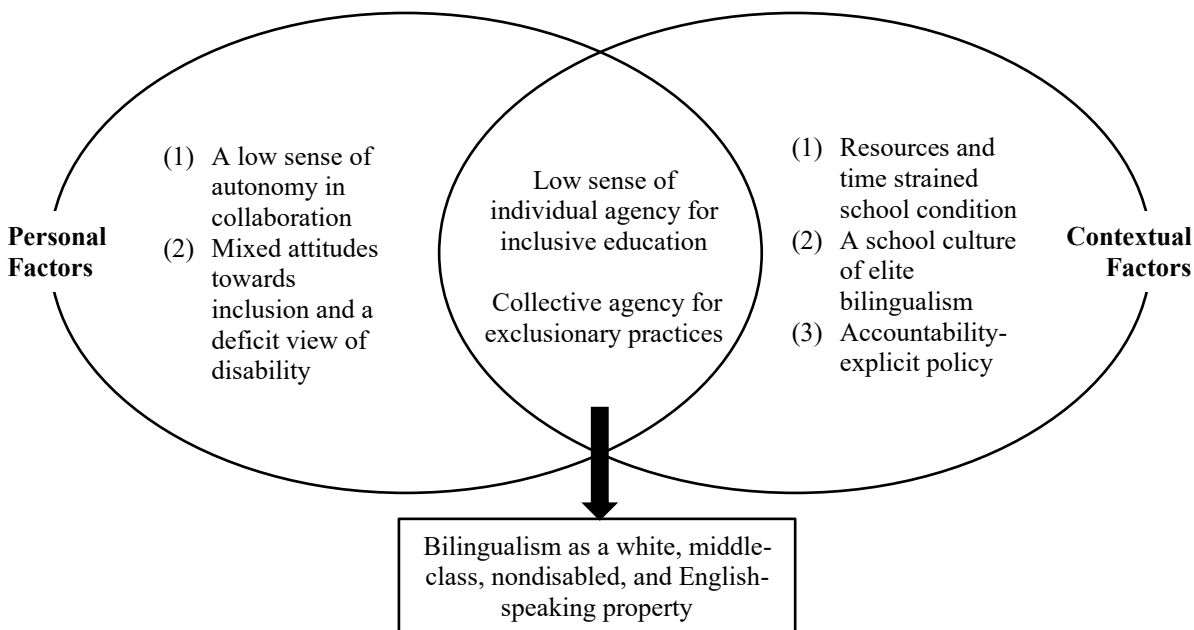 Personal
Factors
(1) A low sense of
autonomy in
collaboration
(2) Mixed attitudes
towards
inclusion and a
deficit view of
disability
Low sense of
individual agency for
inclusive education
Collective agency for
exclusionary practices
(1) Resources and
time strained
school condition
(2) A school culture
of elite
bilingualism
(3) Accountability-
explicit policy
Contextual
Factors
Bilingualism as a white, middle-
class, nondisabled, and English-
speaking property